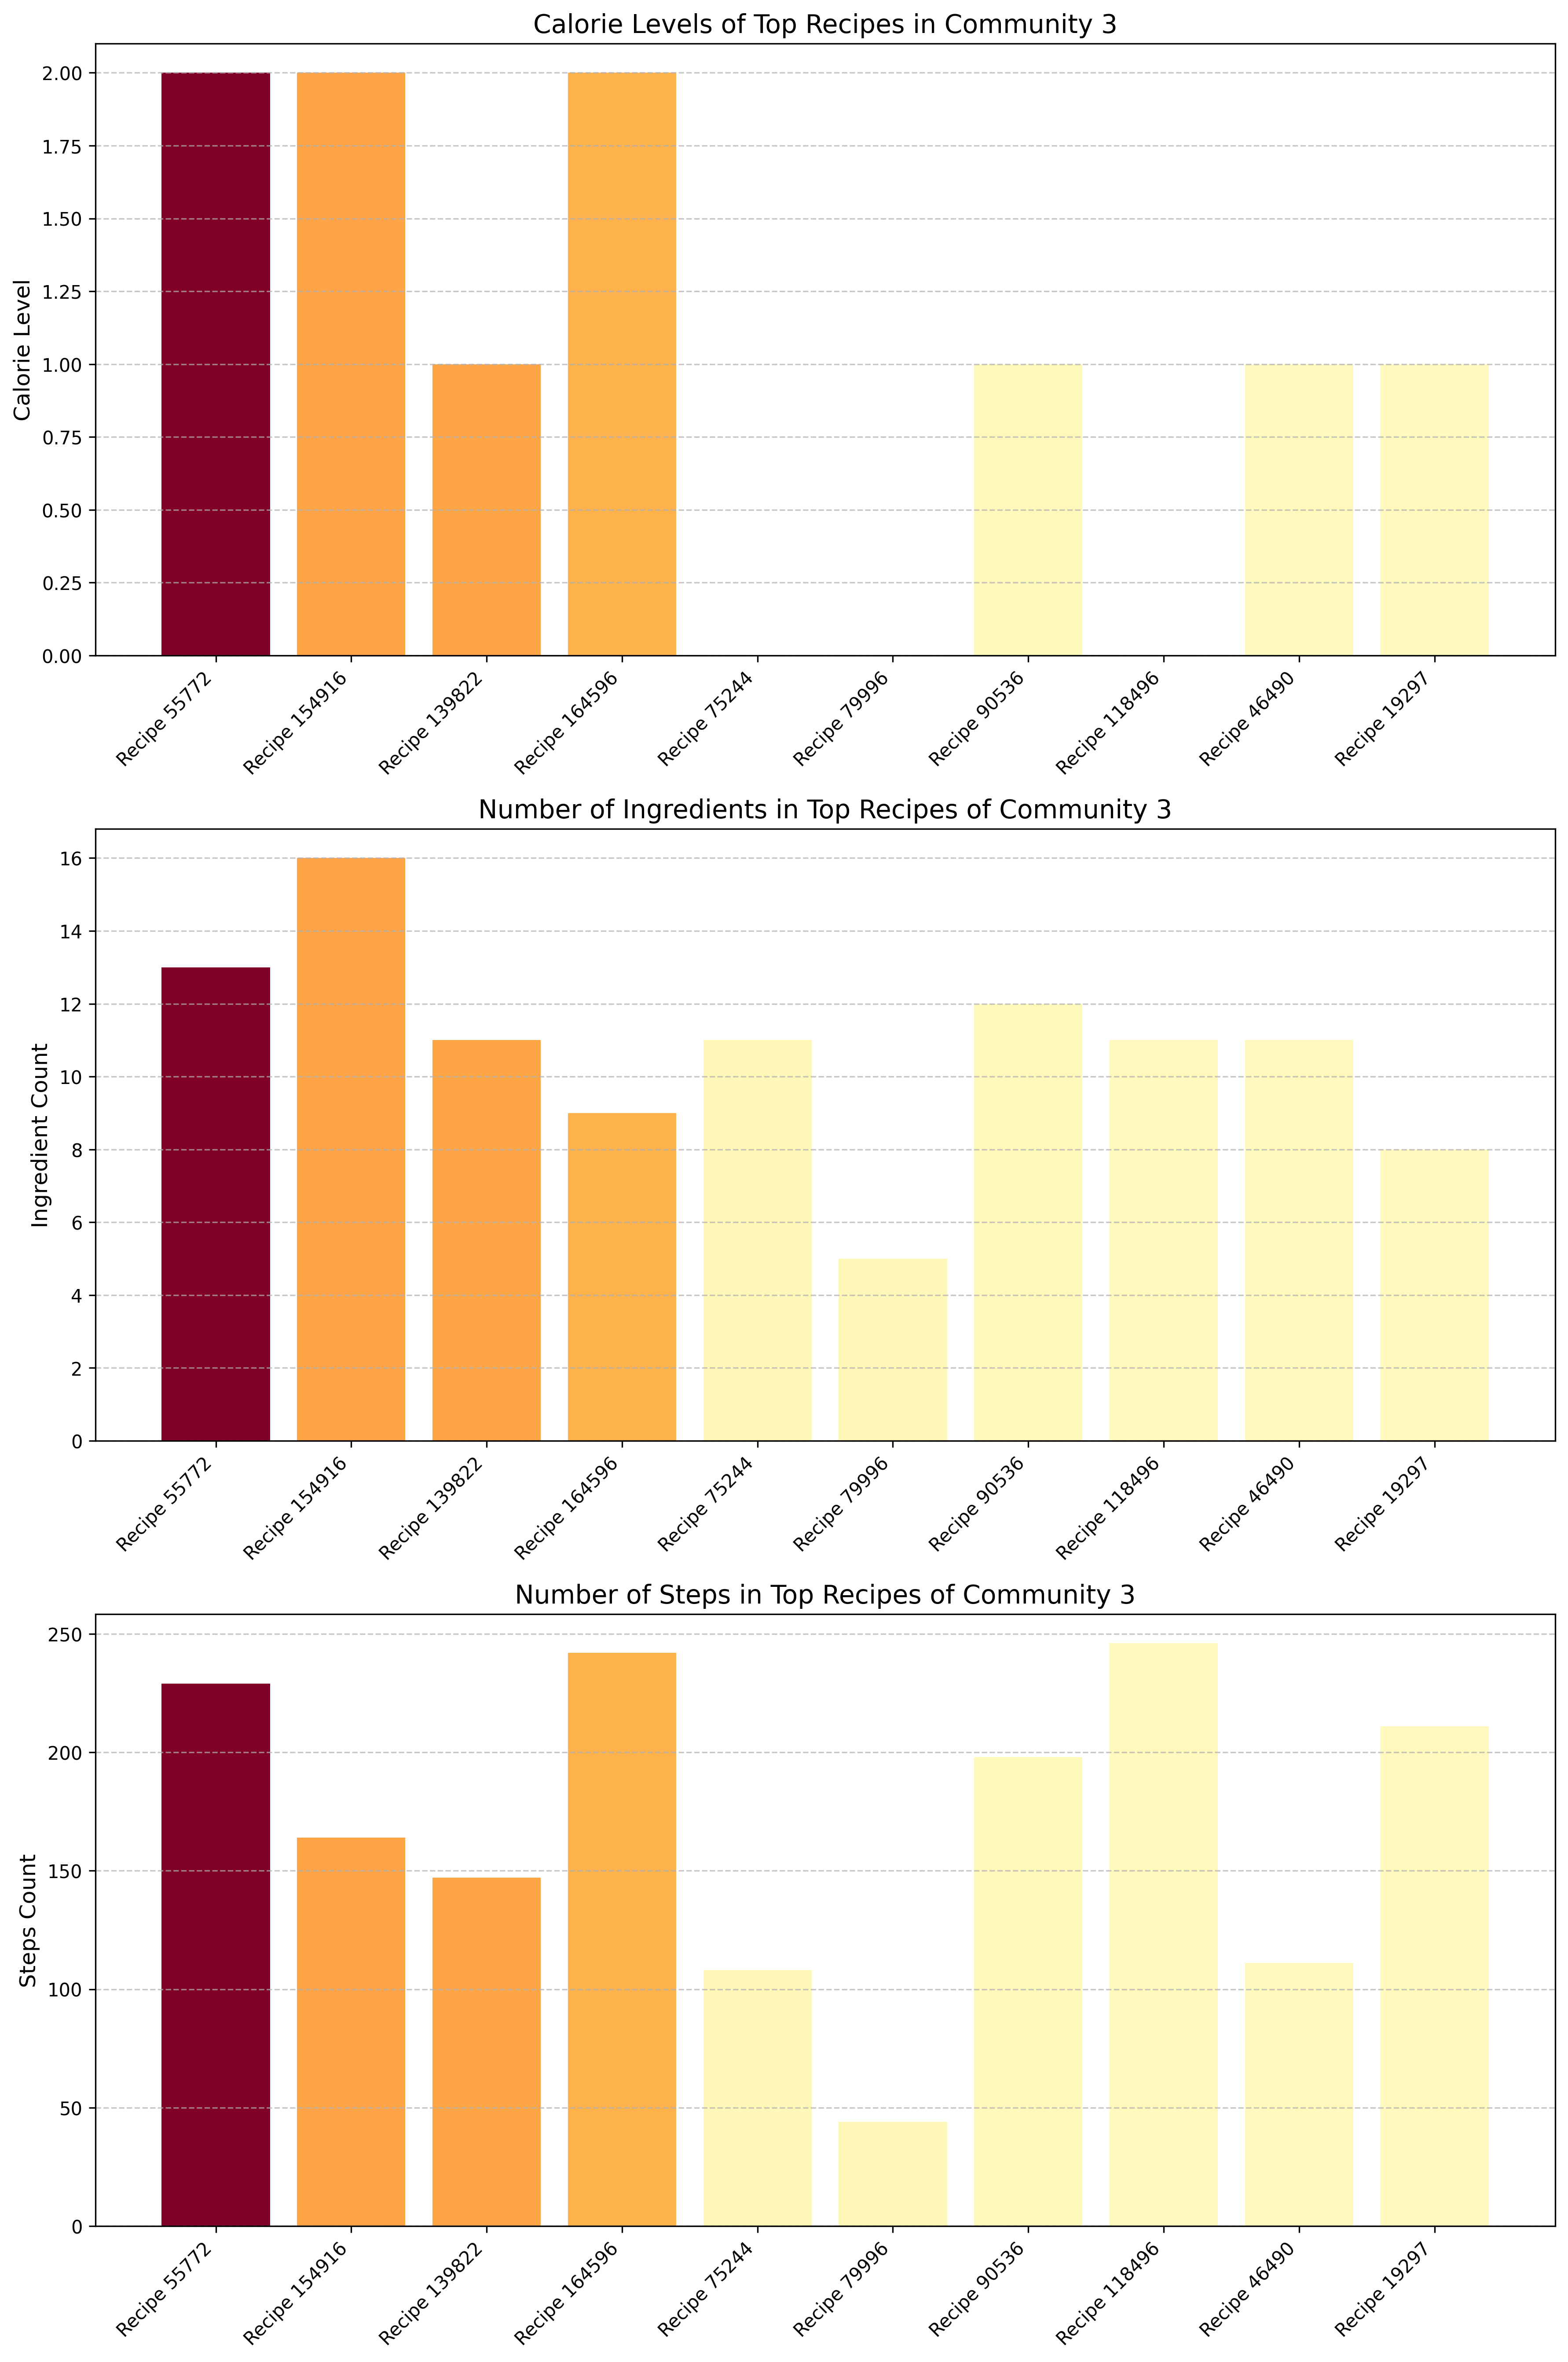 Calorie Levels of Top Recipes in Community 3
Calorie Level
2.00
1.75
1.50
1.25
1.00
0.75
0.50
0.25
0.00
Recipe 55772
Recipe 154916
Recipe 139822
Recipe 164596
Recipe 75244
Recipe 79996
Recipe 90536
Recipe 118496
Recipe 46490
Recipe 19297
Number of Ingredients in Top Recipes of Community 3
Ingredient Count
16
14
12
10
8
6
4
2
0
Recipe 55772
Recipe 154916
Recipe 139822
Recipe 164596
Recipe 75244
Recipe 79996
Recipe 90536
Recipe 118496
Recipe 46490
Recipe 19297
Number of Steps in Top Recipes of Community 3
Steps Count
250
200
150
100
50
0
Recipe 55772
Recipe 154916
Recipe 139822
Recipe 164596
Recipe 75244
Recipe 79996
Recipe 90536
Recipe 118496
Recipe 46490
Recipe 19297